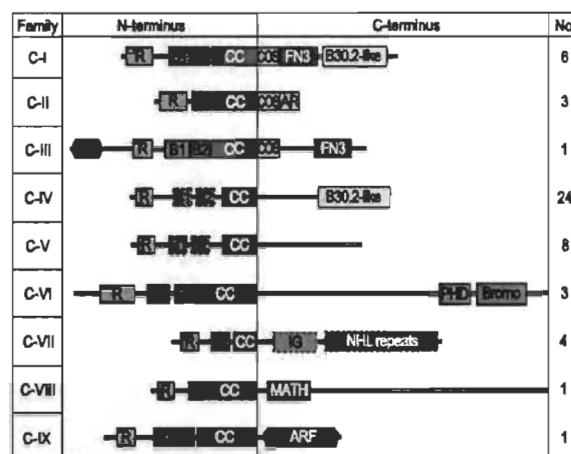 Family N-terminus C-terminus No
C-I R CC COS FN3 B30.2-like 6
C-II R CC COS AR 3
C-III R B1 B2 CC COS FN3 1
C-IV R CC B30.2-like 24
C-V R CC 8
C-VI R CC PHD Bromo 3
C-VII R CC IG NHL repeats 4
C-VIII R CC MATH 1
C-IX R CC ARF 1